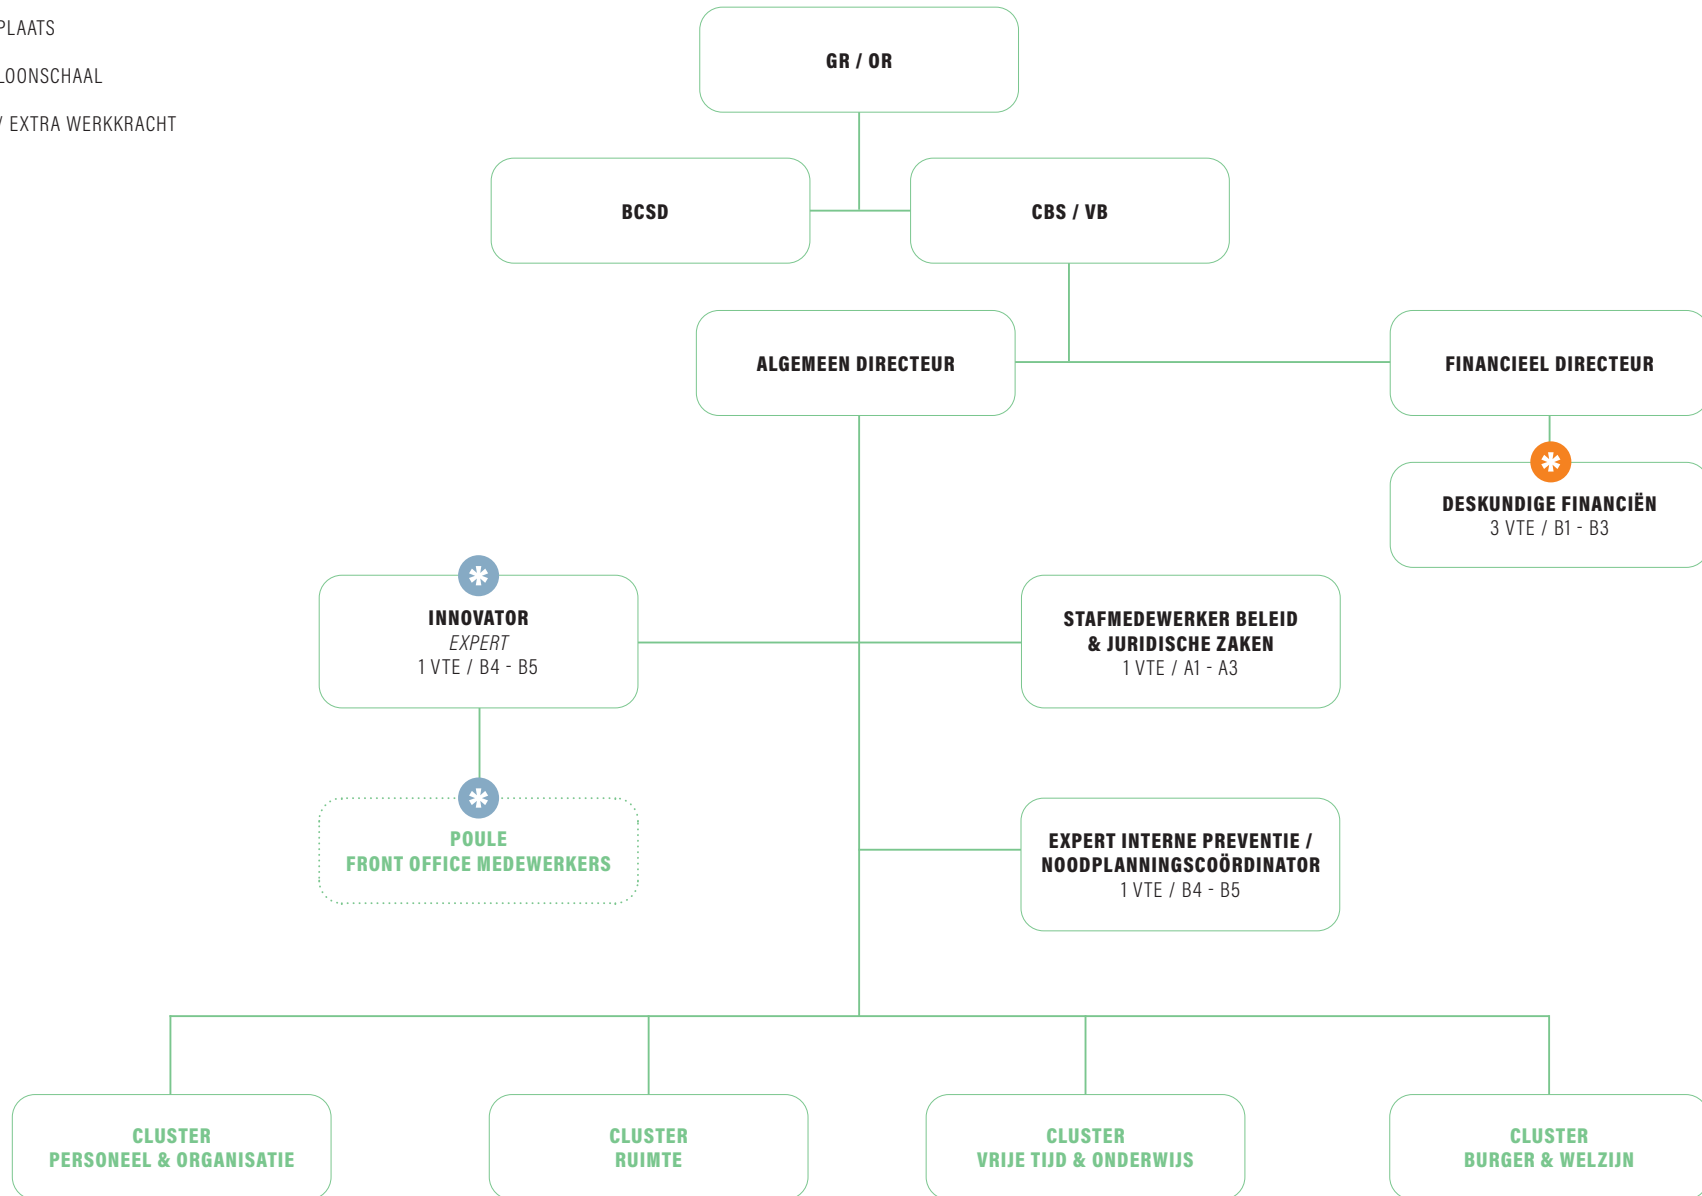 PLAATS
LOONSCHAAL
/ EXTRA WERKKRACHT
GR / OR
BCSD
CBS / VB
ALGEMEEN DIRECTEUR
FINANCIEEL DIRECTEUR
DESKUNDIGE FINANCIËN
3 VTE / B1 - B3
INNOVATOR
EXPERT
1 VTE / B4 - B5
STAFMEDEWERKER BELEID
& JURIDISCHE ZAKEN
1 VTE / A1 - A3
POULE
FRONT OFFICE MEDEWERKERS
EXPERT INTERNE PREVENTIE /
NOODPLANNINGSCOÖRDINATOR
1 VTE / B4 - B5
CLUSTER
PERSONEEL & ORGANISATIE
CLUSTER
RUIMTE
CLUSTER
VRIJE TIJD & ONDERWIJS
CLUSTER
BURGER & WELZIJN